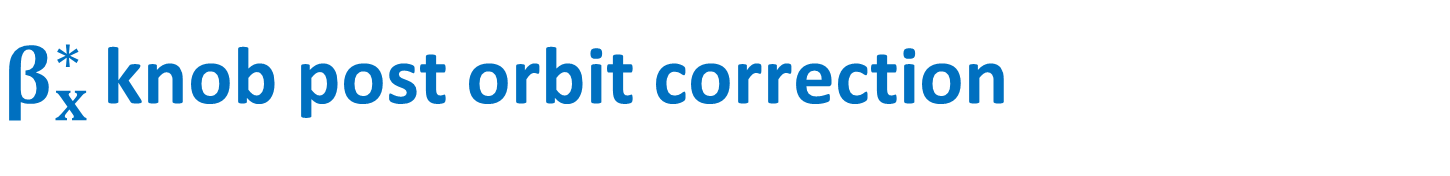 β*x knob post orbit correction